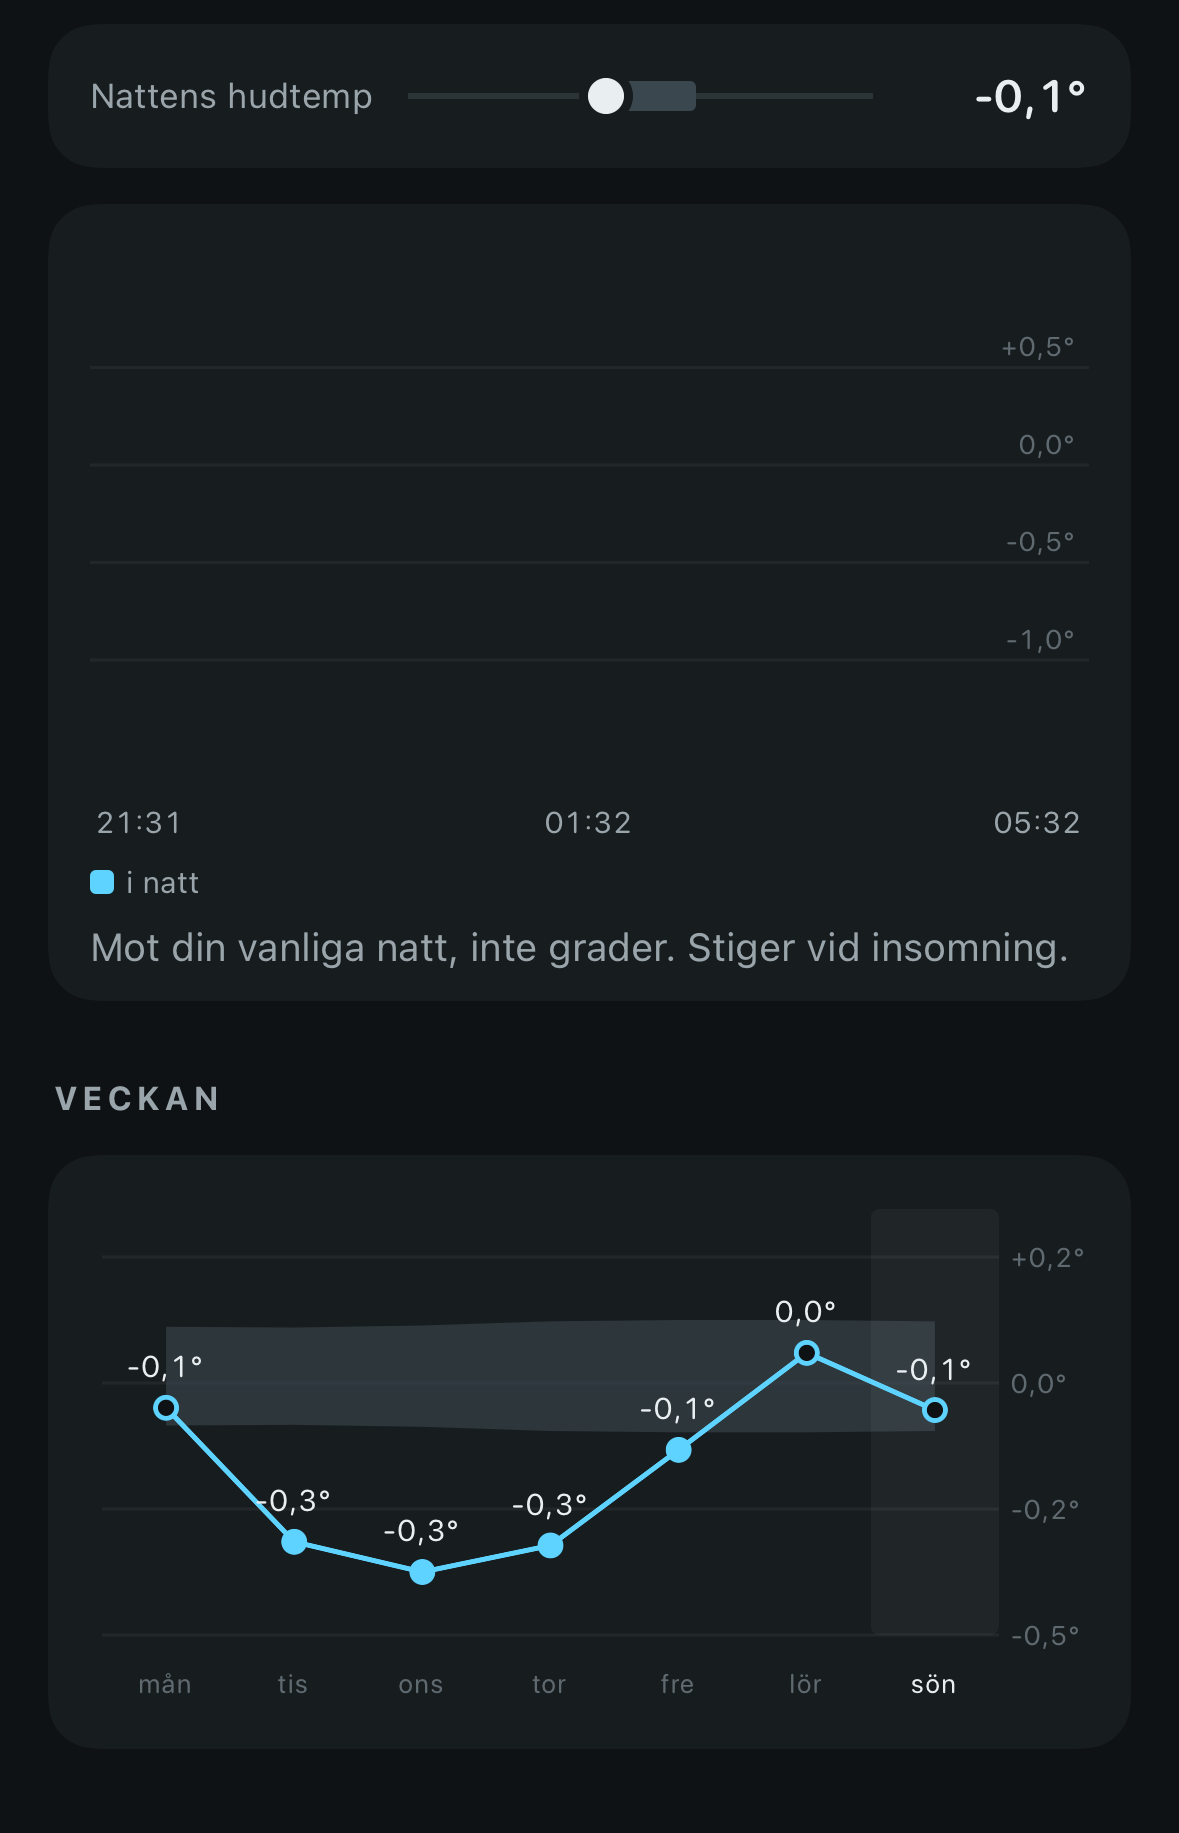 Nattens hudtemp -0,1°
+0,5°
0,0°
-0,5°
-1,0°
21:31 01:32 05:32
i natt
Mot din vanliga natt, inte grader. Stiger vid insomning.
VECKAN
+0,2°
0,0°
-0,1° -0,1°
0,0°
-0,1°
-0,3° -0,3°
-0,2°
-0,3°
-0,5°
mån tis ons tor fre lör sön